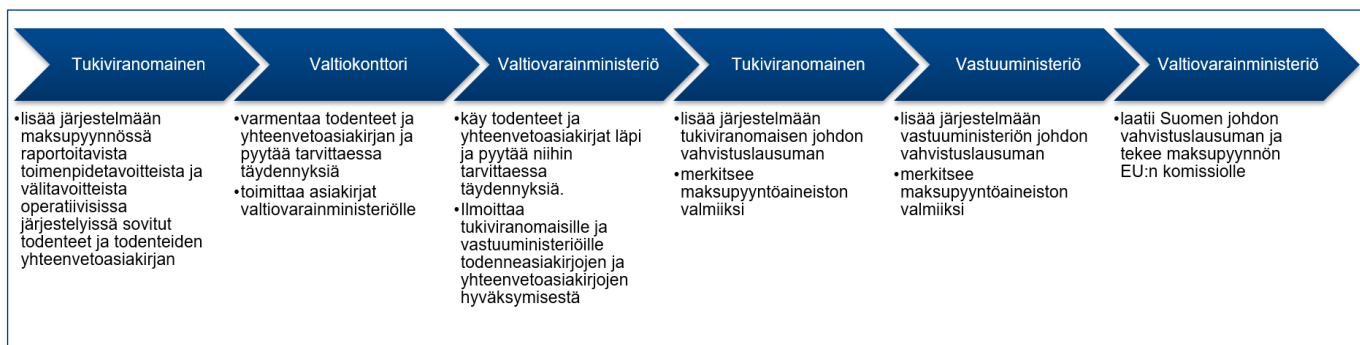 Tukiviranomainen
•lisää järjestelmään
maksupyynnössä
raportoitavista
toimenpidetavoitteista ja
välitavoitteista
operatiivisissa
järjestelyissä sovitut
todenteet ja todenteiden
yhteenvetoasiakirjan
Valtiokonttori
•varmentaa todenteet ja
yhteenvetoasiakirjan ja
pyytää tarvittaessa
täydennyksiä
•toimittaa asiakirjat
valtiovarainministeriölle
Valtiovarainministeriö
•käy todenteet ja
yhteenvetoasiakirjat läpi
ja pyytää niihin
tarvittaessa
täydennyksiä.
•Ilmoittaa
tukiviranomaisille ja
vastuuministeriöille
todenneasiakirjojen ja
yhteenvetoasiakirjojen
hyväksymisestä
Tukiviranomainen
•lisää järjestelmään
tukiviranomaisen johdon
vahvistuslausuman
•merkitsee
maksupyyntöaineiston
valmiiksi
Vastuuministeriö
•lisää järjestelmään
vastuuministeriön johdon
vahvistuslausuman
•merkitsee
maksupyyntöaineiston
valmiiksi
Valtiovarainministeriö
•laatii Suomen johdon
vahvistuslausuman ja
tekee maksupyynnön
EU:n komissiolle